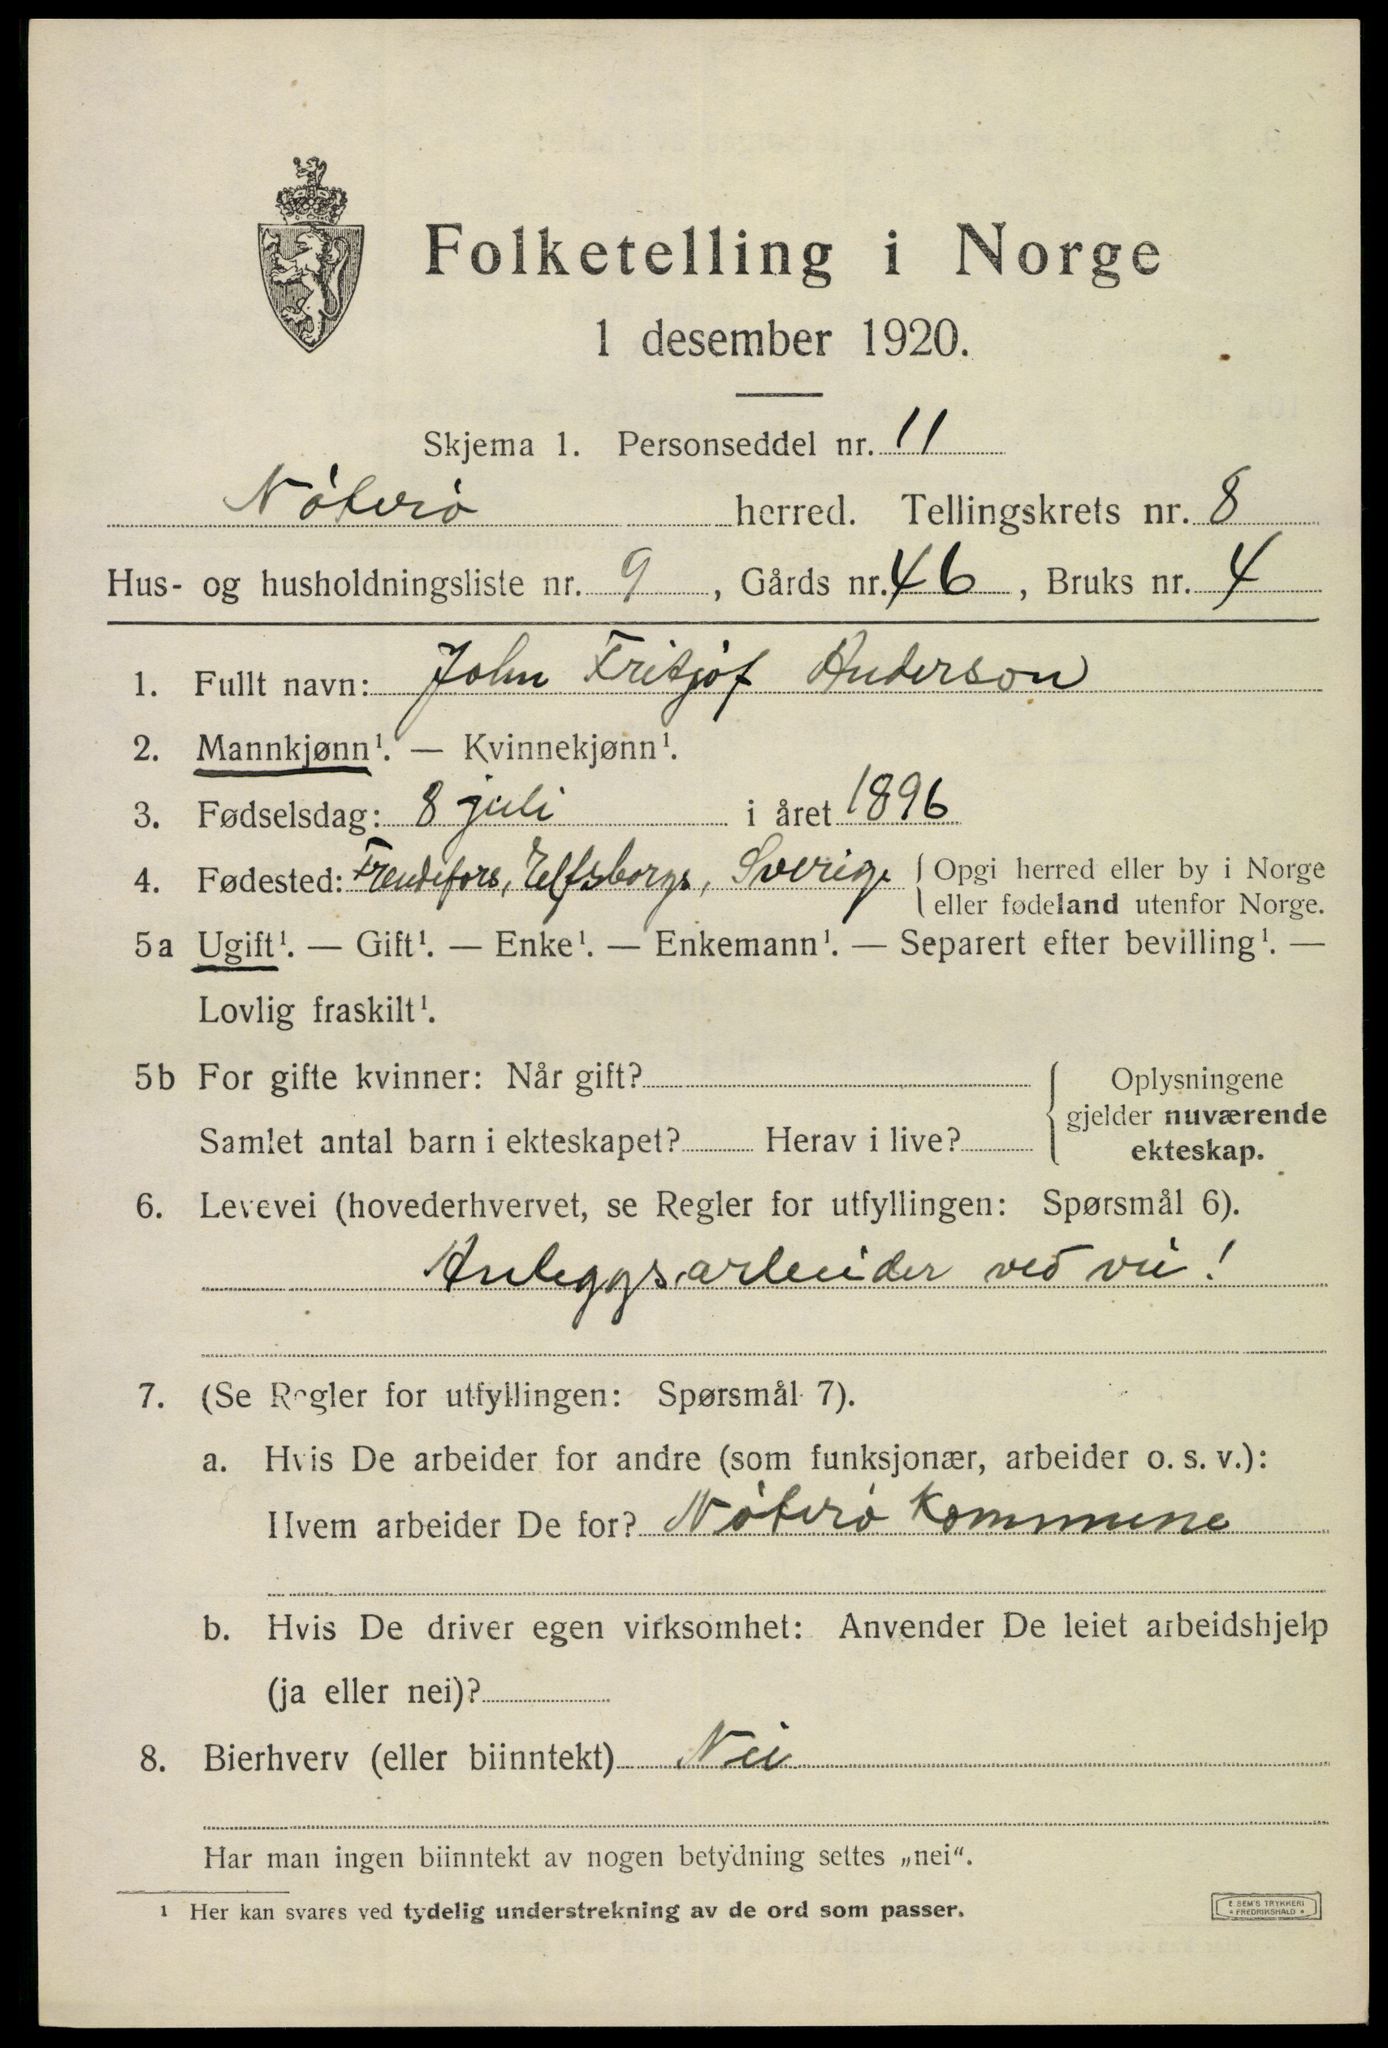 Folketelling i Norge
1 desember 1920.
Skjema 1. Personseddel nr. 11
Nøterø herred. Tellingskrets nr. 8
Hus- og husholdningsliste nr. 9, Gårds nr. 46, Bruks nr. 4
1. Fullt navn: John Fritjof Anderson
2. Mannkjønn¹. — Kvinnekjønn¹.
3. Fødselsdag: 8 juli i året 1896
4. Fødested: Frendefors, Elfsborgs, Sverige { Opgi herred eller by i Norge
eller fødeland utenfor Norge.
5a Ugift¹. — Gift¹. — Enke¹. — Enkemann¹. — Separert efter bevilling¹. —
Lovlig fraskilt¹.
5b For gifte kvinner: Når gift? { Oplysningene
gjelder nuværende
Samlet antal barn i ekteskapet? Herav i live? ekteskap.
6. Levevei (hovederhvervet, se Regler for utfyllingen: Spørsmål 6).
Anleggsarbeider ved vei!
7. (Se Regler for utfyllingen: Spørsmål 7).
a. Hvis De arbeider for andre (som funksjonær, arbeider o. s. v.):
Hvem arbeider De for? Nøterø Kommune
b. Hvis De driver egen virksomhet: Anvender De leiet arbeidshjelp
(ja eller nei)?
8. Bierhverv (eller biinntekt) Nei
Har man ingen biinntekt av nogen betydning settes „nei".
¹ Her kan svares ved tydelig understrekning av de ord som passer.
E SEM'S TRYKKERI
* FREDRIKSHALD *